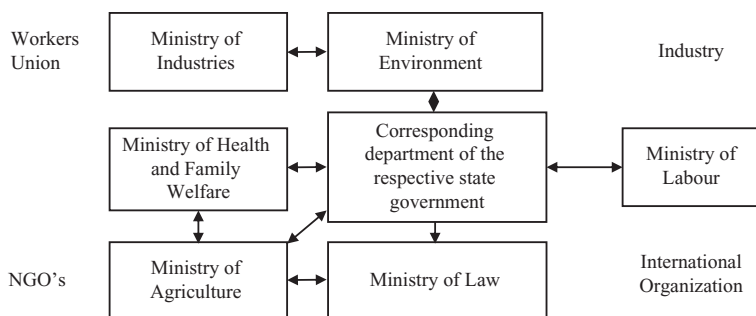 Workers
Union
Ministry of
Industries
Ministry of
Environment
Industry
Ministry of Health
and Family
Welfare
Corresponding
department of the
respective state
government
Ministry of
Labour
NGO’s
Ministry of
Agriculture
Ministry of Law
International
Organization